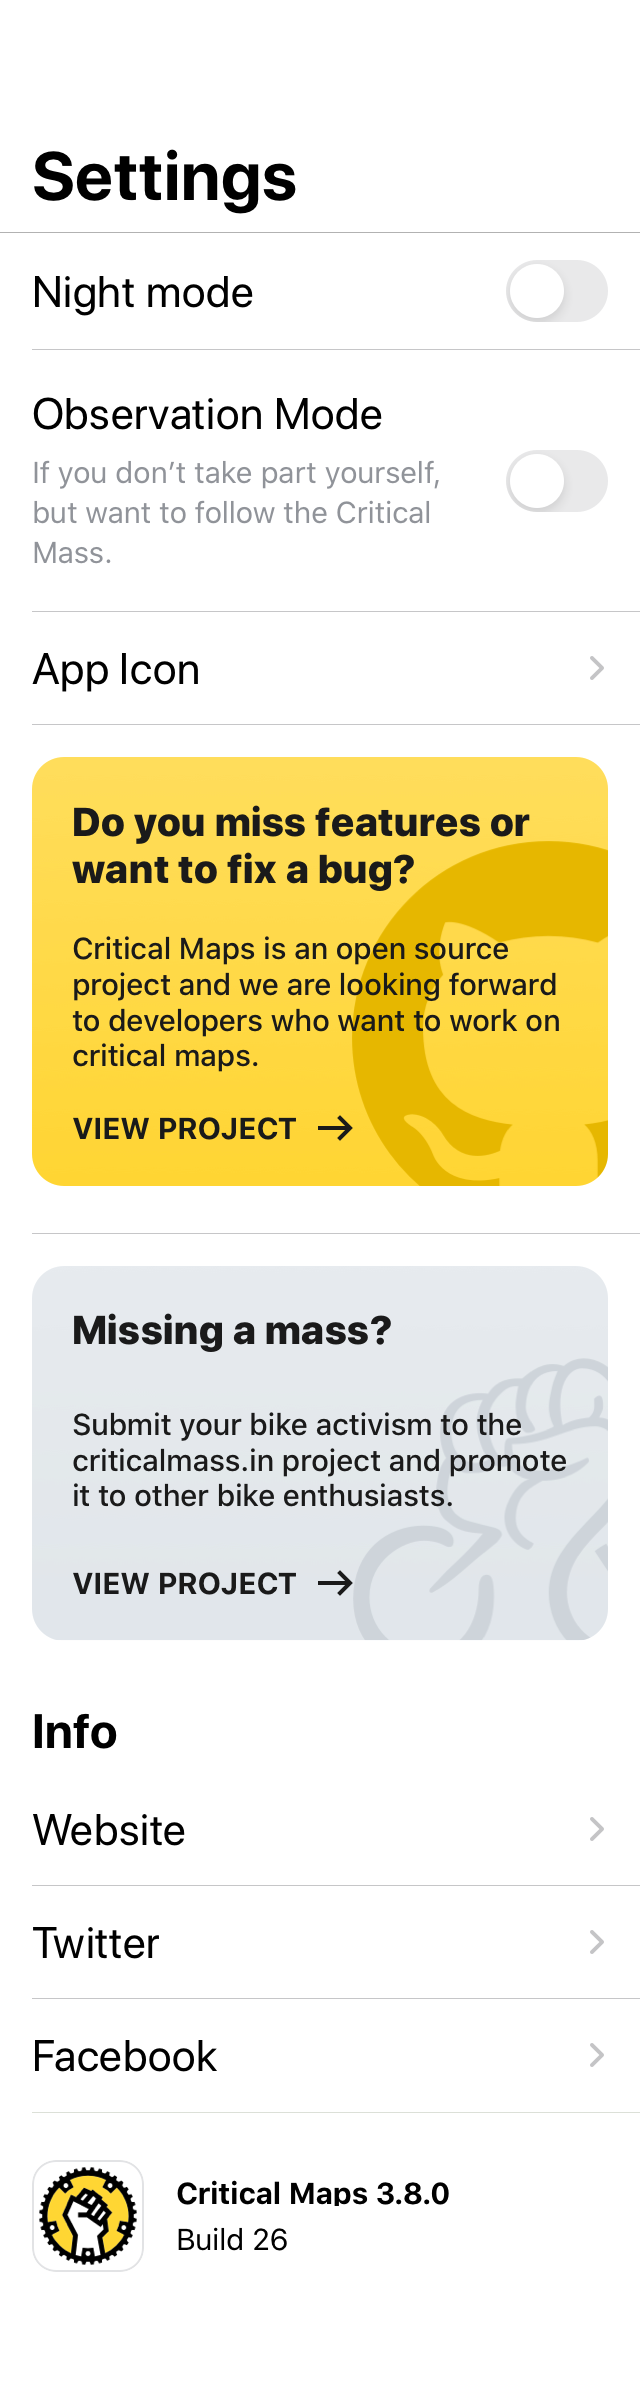 Settings
Night mode
Observation Mode
If you don’t take part yourself,
but want to follow the Critical
Mass.
App Icon
Do you miss features or
want to fix a bug?
Critical Maps is an open source
project and we are looking forward
to developers who want to work on
critical maps.
VIEW PROJECT
Missing a mass?
Submit your bike activism to the
criticalmass.in project and promote
it to other bike enthusiasts.
VIEW PROJECT
Info
Website
Twitter
Facebook
Critical Maps 3.8.0
Build 26